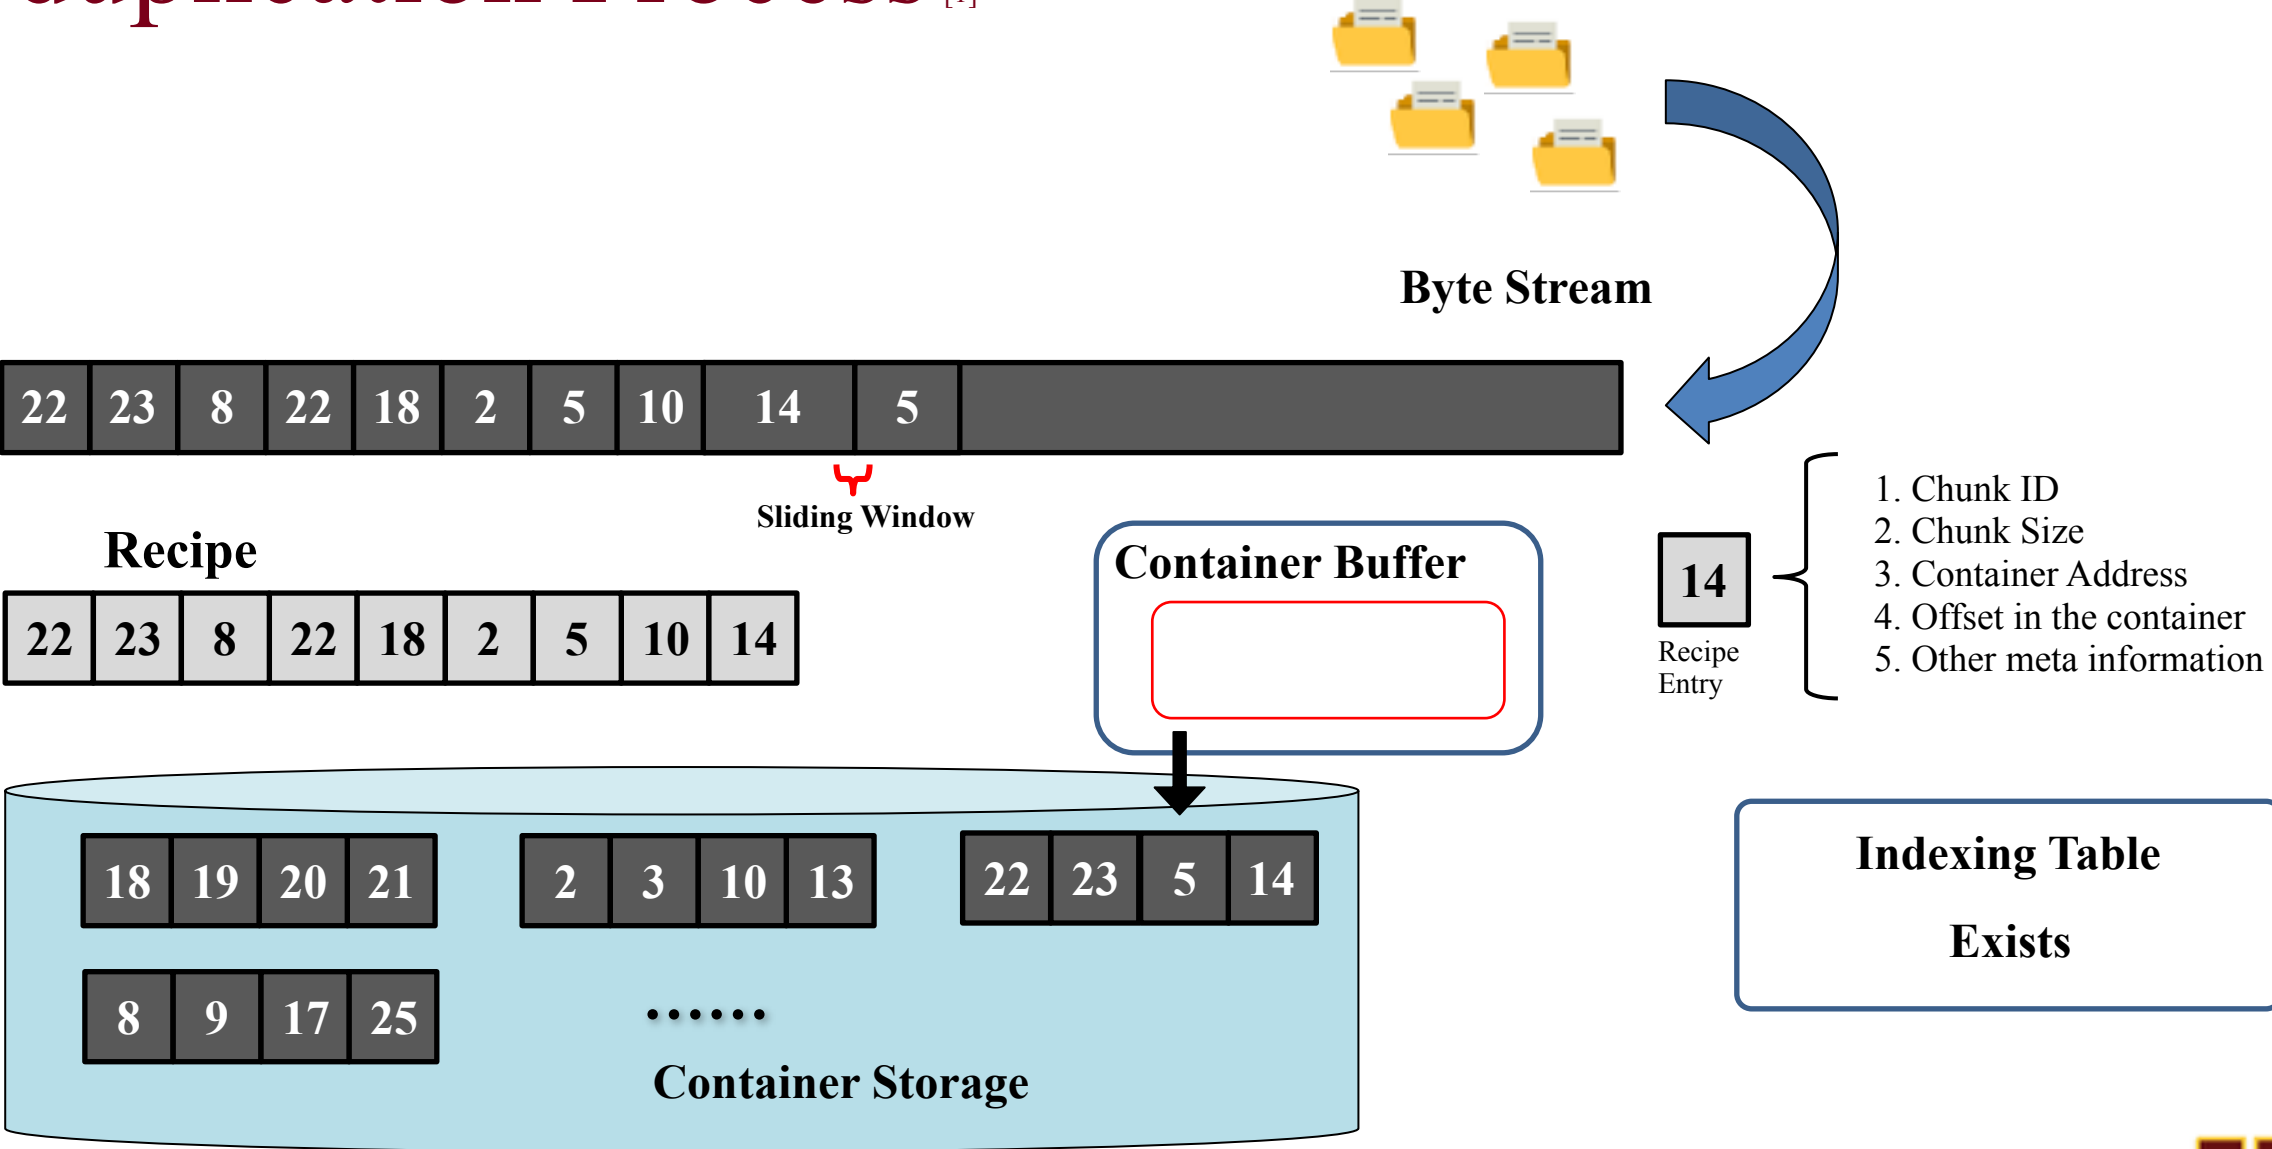 duplication Process [1]
Byte Stream
22 23 8 22 18 2 5 10 14 5
Sliding Window
Recipe
22 23 8 22 18 2 5 10 14
Container Buffer
14
Recipe
Entry
1. Chunk ID
2. Chunk Size
3. Container Address
4. Offset in the container
5. Other meta information
18 19 20 21
2 3 10 13
22 23 5 14
8 9 17 25
......
Container Storage
Indexing Table
Exists